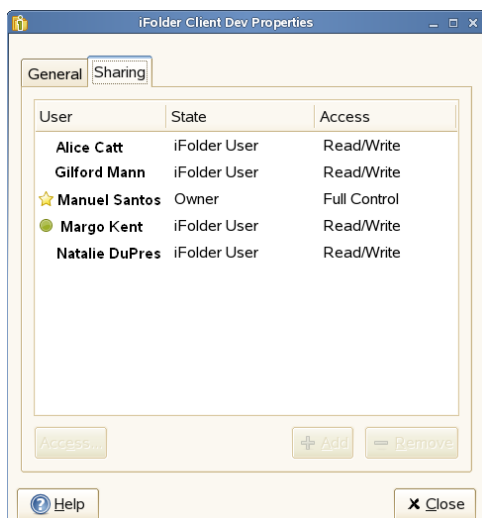 iFolder Client Dev Properties
General Sharing
User State Access
Alice Catt iFolder User Read/Write
Gilford Mann iFolder User Read/Write
Manuel Santos Owner Full Control
Margo Kent iFolder User Read/Write
Natalie DuPres iFolder User Read/Write
Access... Add Remove
Help Close